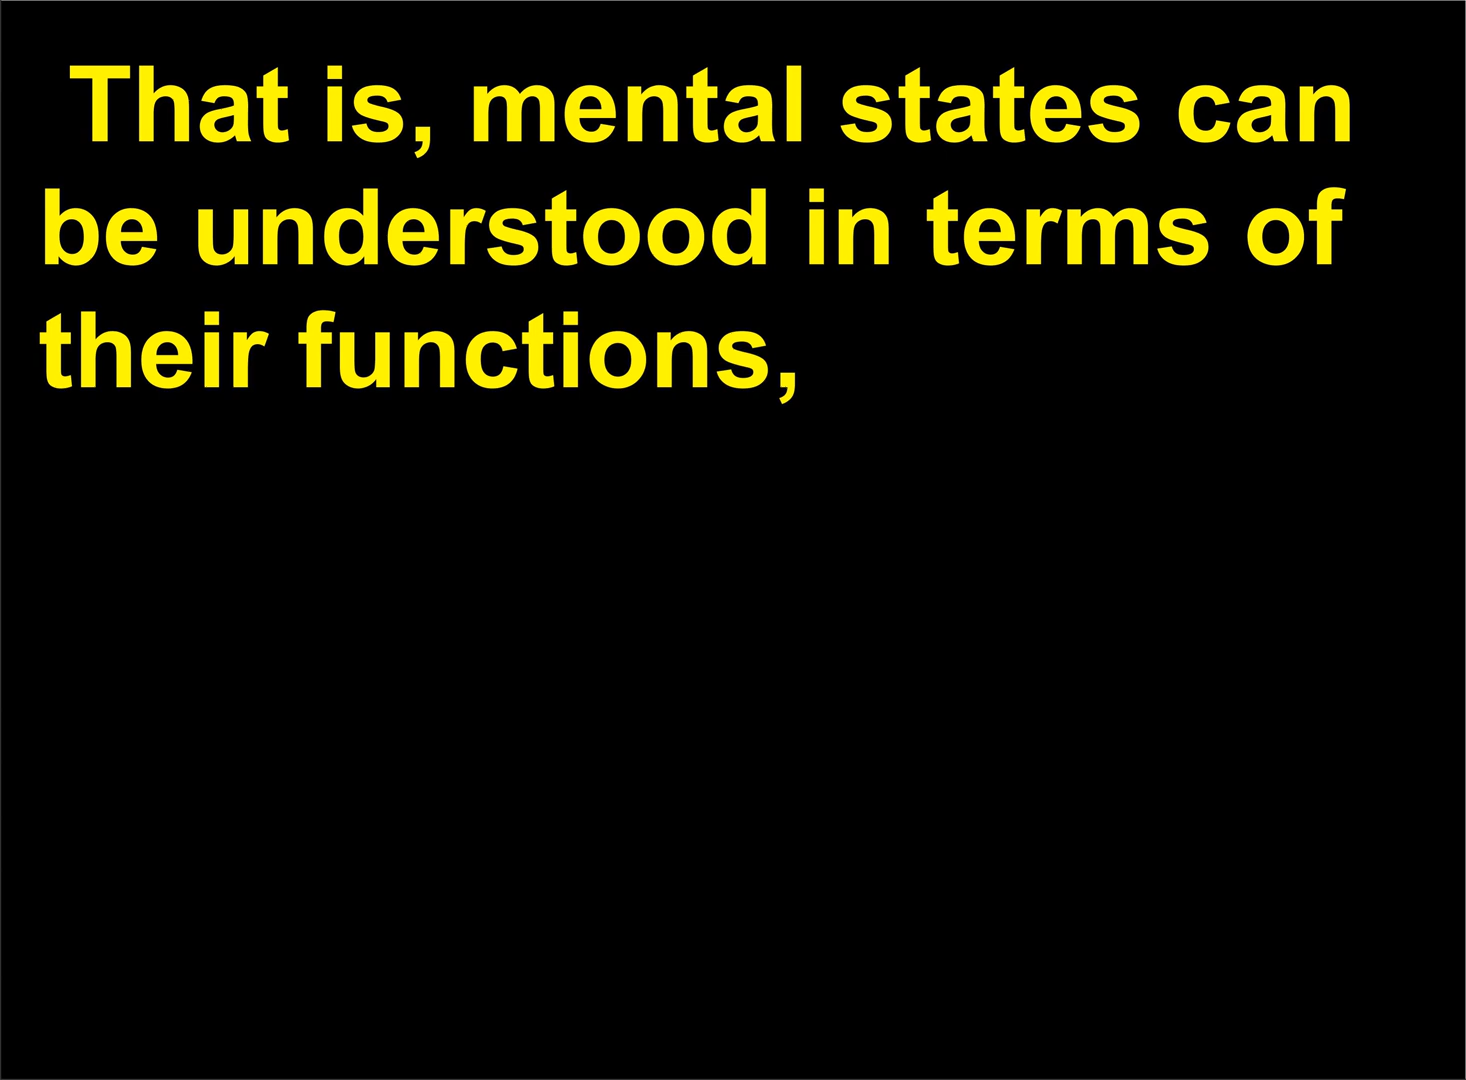 That is, mental states can
be understood in terms of
their functions,